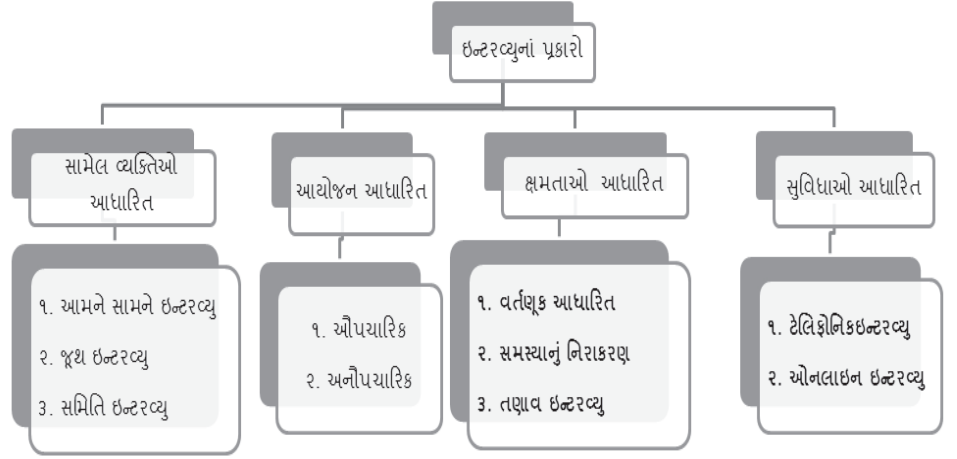 ઇન્ટરવ્યુનાં પ્રકારો
સામેલ વ્યક્તિઓ
આધારિત
આયોજન આધારિત
ક્ષમતાઓ આધારિત
સુવિધાઓ આધારિત
૧. આમને સામને ઇન્ટરવ્યુ
૨. જૂથ ઇન્ટરવ્યુ
૩. સમિતિ ઇન્ટરવ્યુ
૧. ઔપચારિક
૨. અનૌપચારિક
૧. વર્તણૂક આધારિત
૨. સમસ્યાનું નિરાકરણ
૩. તણાવ ઇન્ટરવ્યુ
૧. ટેલિફોનિકઇન્ટરવ્યુ
૨. ઓનલાઇન ઇન્ટરવ્યુ